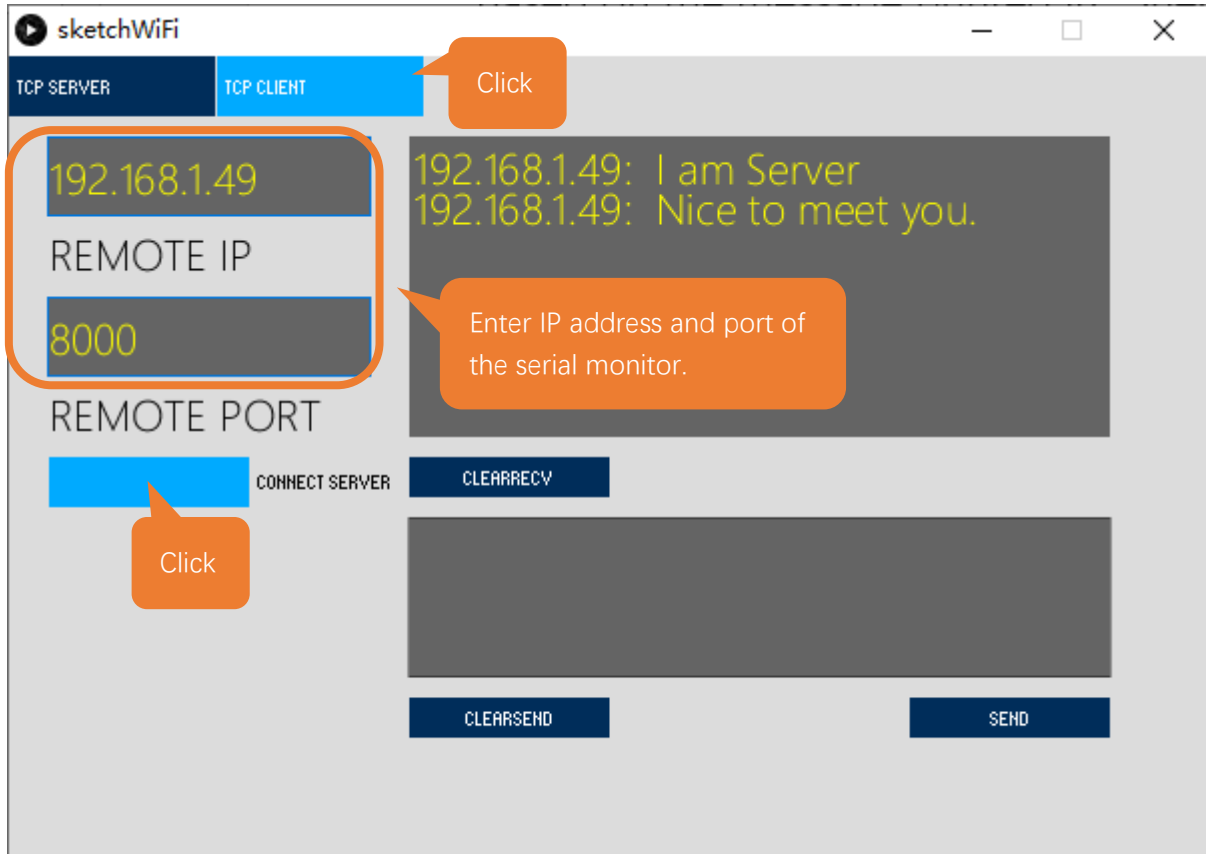 sketchWiFi
TCP SERVER
TCP CLIENT
Click
192.168.1.49
REMOTE IP
8000
REMOTE PORT
192.168.1.49: I am Server
192.168.1.49: Nice to meet you.
Enter IP address and port of
the serial monitor.
CONNECT SERVER
CLEARRECV
Click
CLEARSEND
SEND